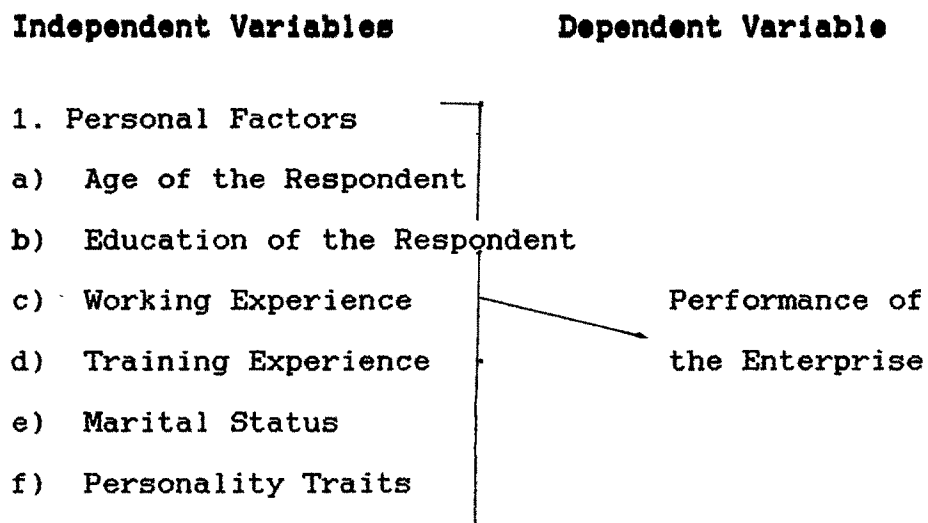 Independent Variables Dependent Variable
1. Personal Factors
a) Age of the Respondent
b) Education of the Respondent
c) Working Experience Performance of
d) Training Experience the Enterprise
e) Marital Status
f) Personality Traits